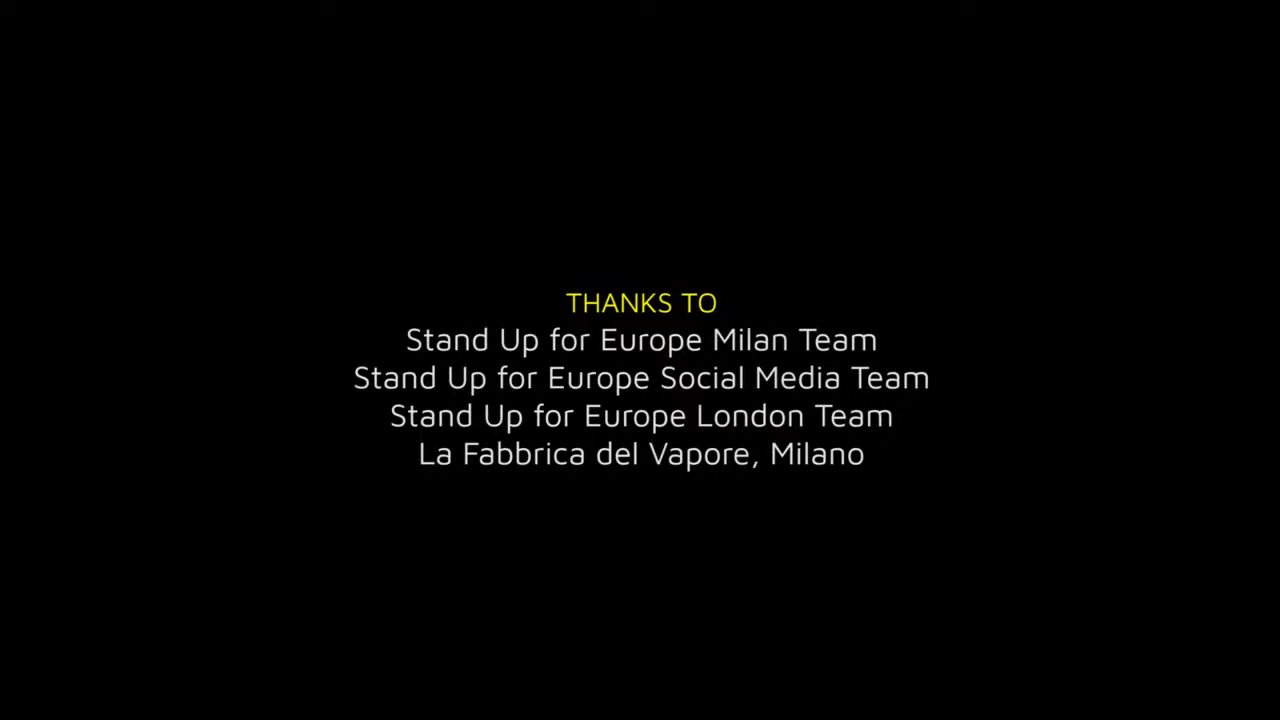 THANKS TO
Stand Up for Europe Milan Team
Stand Up for Europe Social Media Team
Stand Up for Europe London Team
La Fabbrica del Vapore, Milano